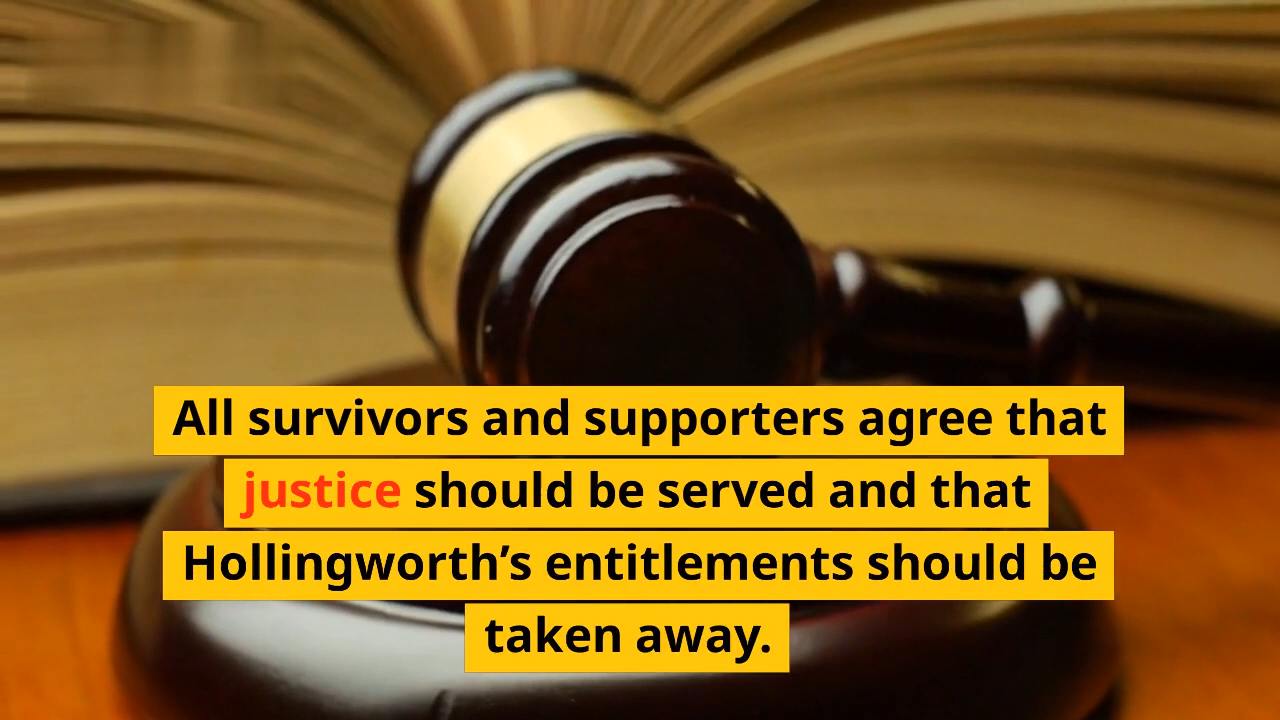 All survivors and supporters agree that
justice should be served and that
Hollingworth’s entitlements should be
taken away.